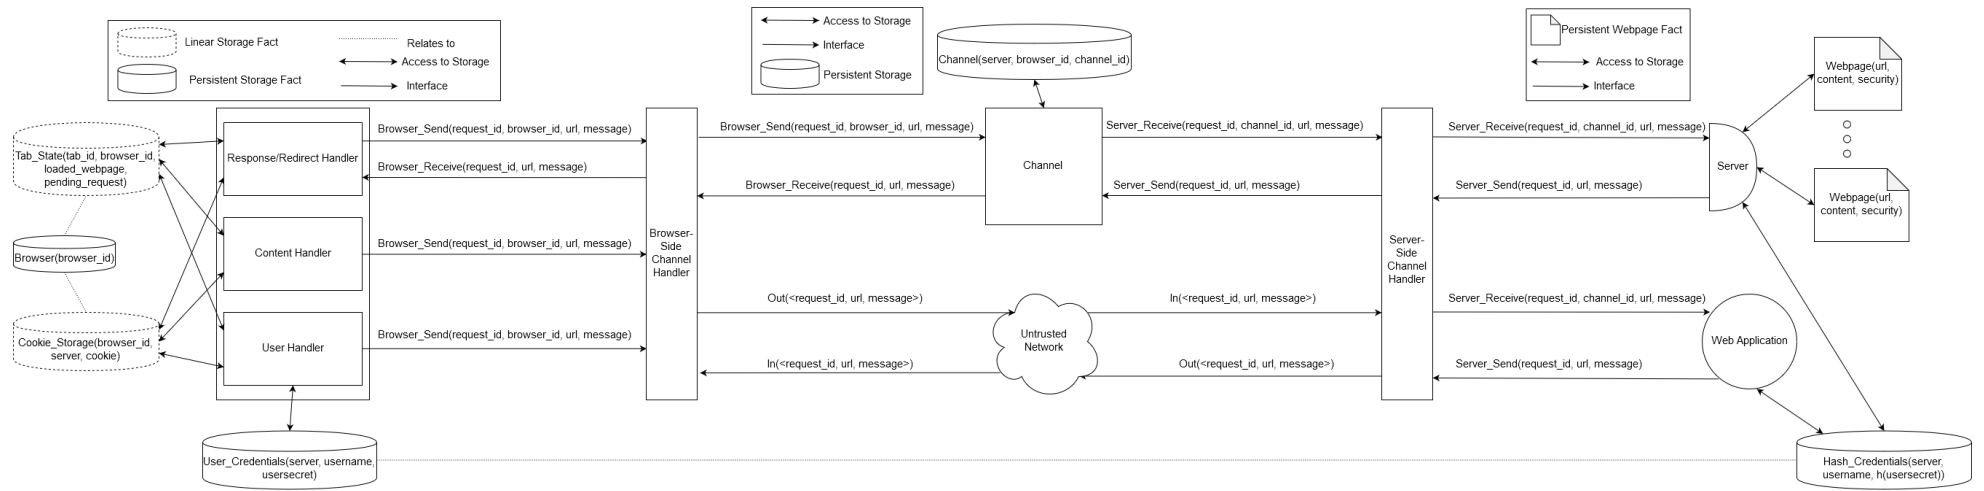 Linear Storage Fact
Relates to
Access to Storage
Persistent Storage Fact
Interface
Access to Storage
Interface
Persistent Storage
Channel(server, browser_id, channel_id)
Persistent Webpage Fact
Access to Storage
Interface
Webpage(url,
content, security)
Tab_State(tab_id, browser_id,
loaded_webpage,
pending_request)
Browser(browser_id)
Cookie_Storage(browser_id,
server, cookie)
Response/Redirect Handler
Content Handler
User Handler
User_Credentials(server, username,
usersecret)
Browser_Send(request_id, browser_id, url, message)
Browser_Receive(request_id, url, message)
Browser_Send(request_id, browser_id, url, message)
Browser_Send(request_id, browser_id, url, message)
Browser-
Side
Channel
Handler
Browser_Send(request_id, browser_id, url, message)
Browser_Receive(request_id, url, message)
Out(<request_id, url, message>)
In(<request_id, url, message>)
Channel
Untrusted
Network
Server_Receive(request_id, channel_id, url, message)
Server_Send(request_id, url, message)
In(<request_id, url, message>)
Out(<request_id, url, message>)
Server-
Side
Channel
Handler
Server_Receive(request_id, channel_id, url, message)
Server_Send(request_id, url, message)
Server_Receive(request_id, channel_id, url, message)
Server_Send(request_id, url, message)
Server
Web Application
Webpage(url,
content, security)
Hash_Credentials(server,
username, h(usersecret))